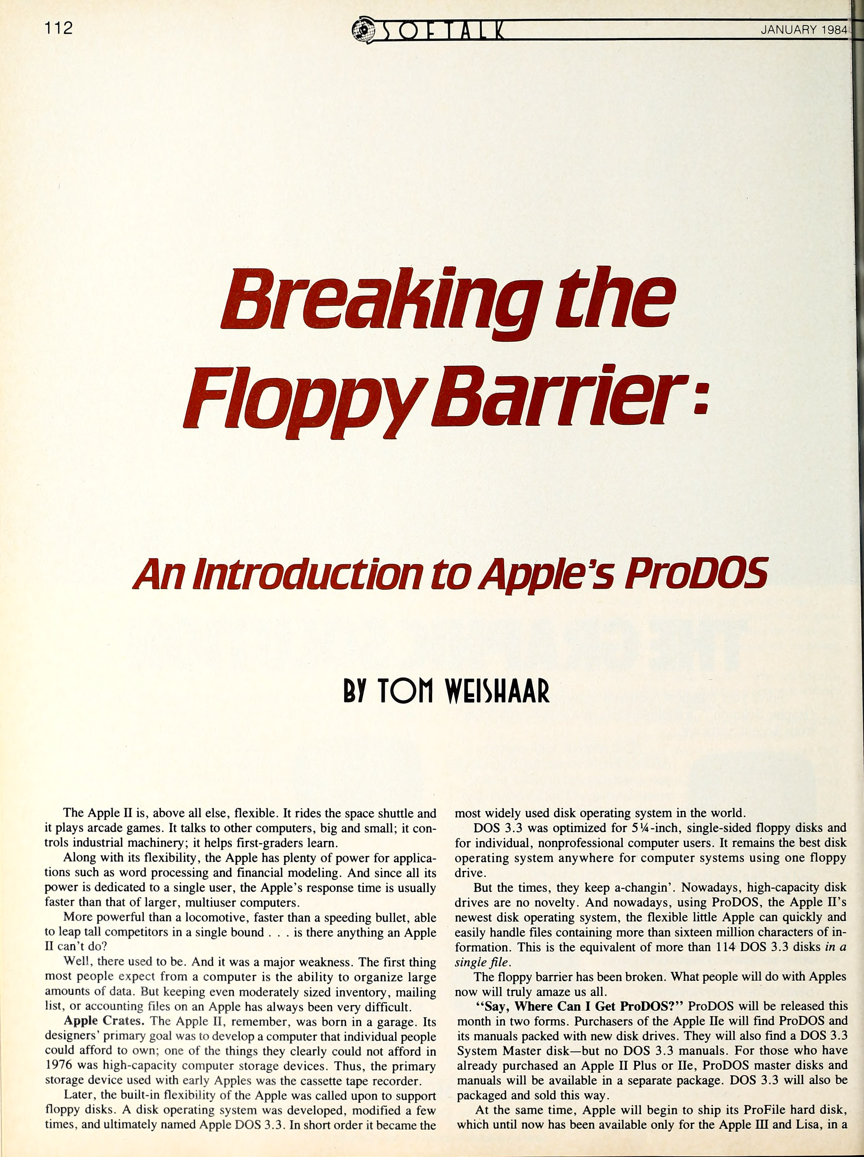 112
SOFTALK
JANUARY 1984
Breaking the
Floppy Barrier:
An Introduction to Apple's ProDOS
BY TOM WEISHAAR
The Apple II is, above all else, flexible. It rides the space shuttle and
it plays arcade games. It talks to other computers, big and small; it con-
trols industrial machinery; it helps first-graders learn.
Along with its flexibility, the Apple has plenty of power for applica-
tions such as word processing and financial modeling. And since all its
power is dedicated to a single user, the Apple's response time is usually
faster than that of larger, multiuser computers.
More powerful than a locomotive, faster than a speeding bullet, able
to leap tall competitors in a single bound . . . is there anything an Apple
II can't do?
Well, there used to be. And it was a major weakness. The first thing
most people expect from a computer is the ability to organize large
amounts of data. But keeping even moderately sized inventory, mailing
list, or accounting files on an Apple has always been very difficult.
Apple Crates. The Apple II, remember, was born in a garage. Its
designers' primary goal was to develop a computer that individual people
could afford to own; one of the things they clearly could not afford in
1976 was high-capacity computer storage devices. Thus, the primary
storage device used with early Apples was the cassette tape recorder.
Later, the built-in flexibility of the Apple was called upon to support
floppy disks. A disk operating system was developed, modified a few
times, and ultimately named Apple DOS 3.3. In short order it became the
most widely used disk operating system in the world.
DOS 3.3 was optimized for 5¼-inch, single-sided floppy disks and
for individual, nonprofessional computer users. It remains the best disk
operating system anywhere for computer systems using one floppy
drive.
But the times, they keep a-changin'. Nowadays, high-capacity disk
drives are no novelty. And nowadays, using ProDOS, the Apple II's
newest disk operating system, the flexible little Apple can quickly and
easily handle files containing more than sixteen million characters of in-
formation. This is the equivalent of more than 114 DOS 3.3 disks in a
single file.
The floppy barrier has been broken. What people will do with Apples
now will truly amaze us all.
"Say, Where Can I Get ProDOS?" ProDOS will be released this
month in two forms. Purchasers of the Apple IIe will find ProDOS and
its manuals packed with new disk drives. They will also find a DOS 3.3
System Master disk—but no DOS 3.3 manuals. For those who have
already purchased an Apple II Plus or IIe, ProDOS master disks and
manuals will be available in a separate package. DOS 3.3 will also be
packaged and sold this way.
At the same time, Apple will begin to ship its ProFile hard disk,
which until now has been available only for the Apple III and Lisa, in a